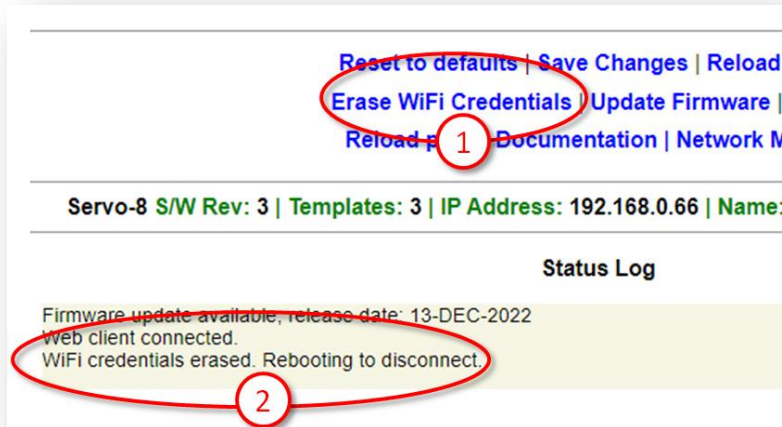 Reset to defaults | Save Changes | Reload
Erase WiFi Credentials | Update Firmware |
Reload Documentation | Network M
1
Servo-8 S/W Rev: 3 | Templates: 3 | IP Address: 192.168.0.66 | Name:
Status Log
Firmware update available, release date: 13-DEC-2022
Web client connected.
WiFi credentials erased. Rebooting to disconnect.
2